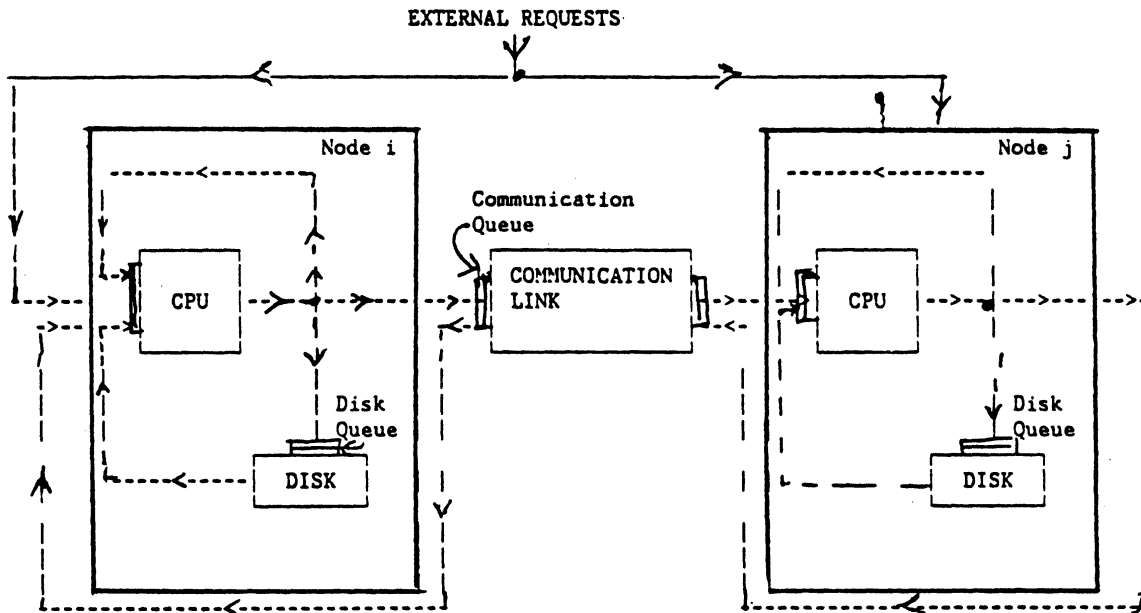 EXTERNAL REQUESTS
Node i
Node j
Communication
Queue
CPU
COMMUNICATION
LINK
CPU
Disk
Queue
Disk
Queue
DISK
DISK